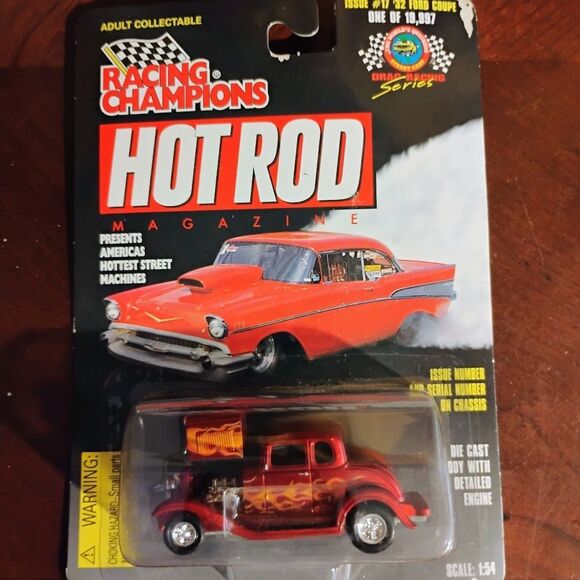 ADULT COLLECTABLE
ISSUE #17 '32 FORD COUPE
ONE OF 19,997
RACING
CHAMPIONS®
DRAG RACING
Series
HOT ROD
MAGAZINE
PRESENTS
AMERICAS
HOTTEST STREET
MACHINES
ISSUE NUMBER
AND SERIAL NUMBER
ON CHASSIS
DIE CAST
BODY WITH
DETAILED
ENGINE
WARNING:
CHOKING HAZARD-Small parts
SCALE: 1:54